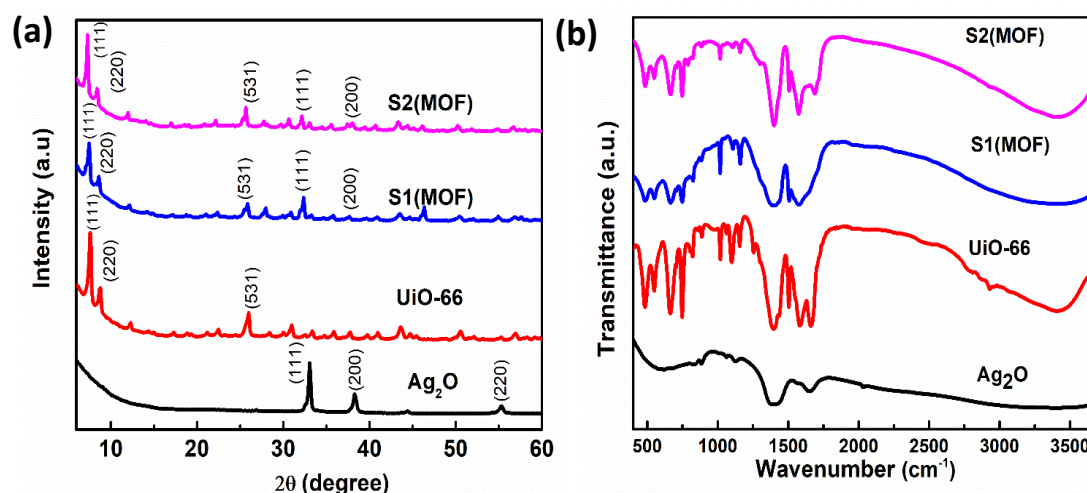 (a)
Intensity (a.u)
(111)
(220)
(531)
(111)
(200)
S2(MOF)
(111)
(220)
(531)
(111)
(200)
S1(MOF)
(111)
(220)
(531)
UiO-66
(111)
(200)
(220)
Ag₂O
10 20 30 40 50 60
2θ (degree)
(b)
Transmittance (a.u.)
S2(MOF)
S1(MOF)
UiO-66
Ag₂O
500 1000 1500 2000 2500 3000 3500
Wavenumber (cm⁻¹)